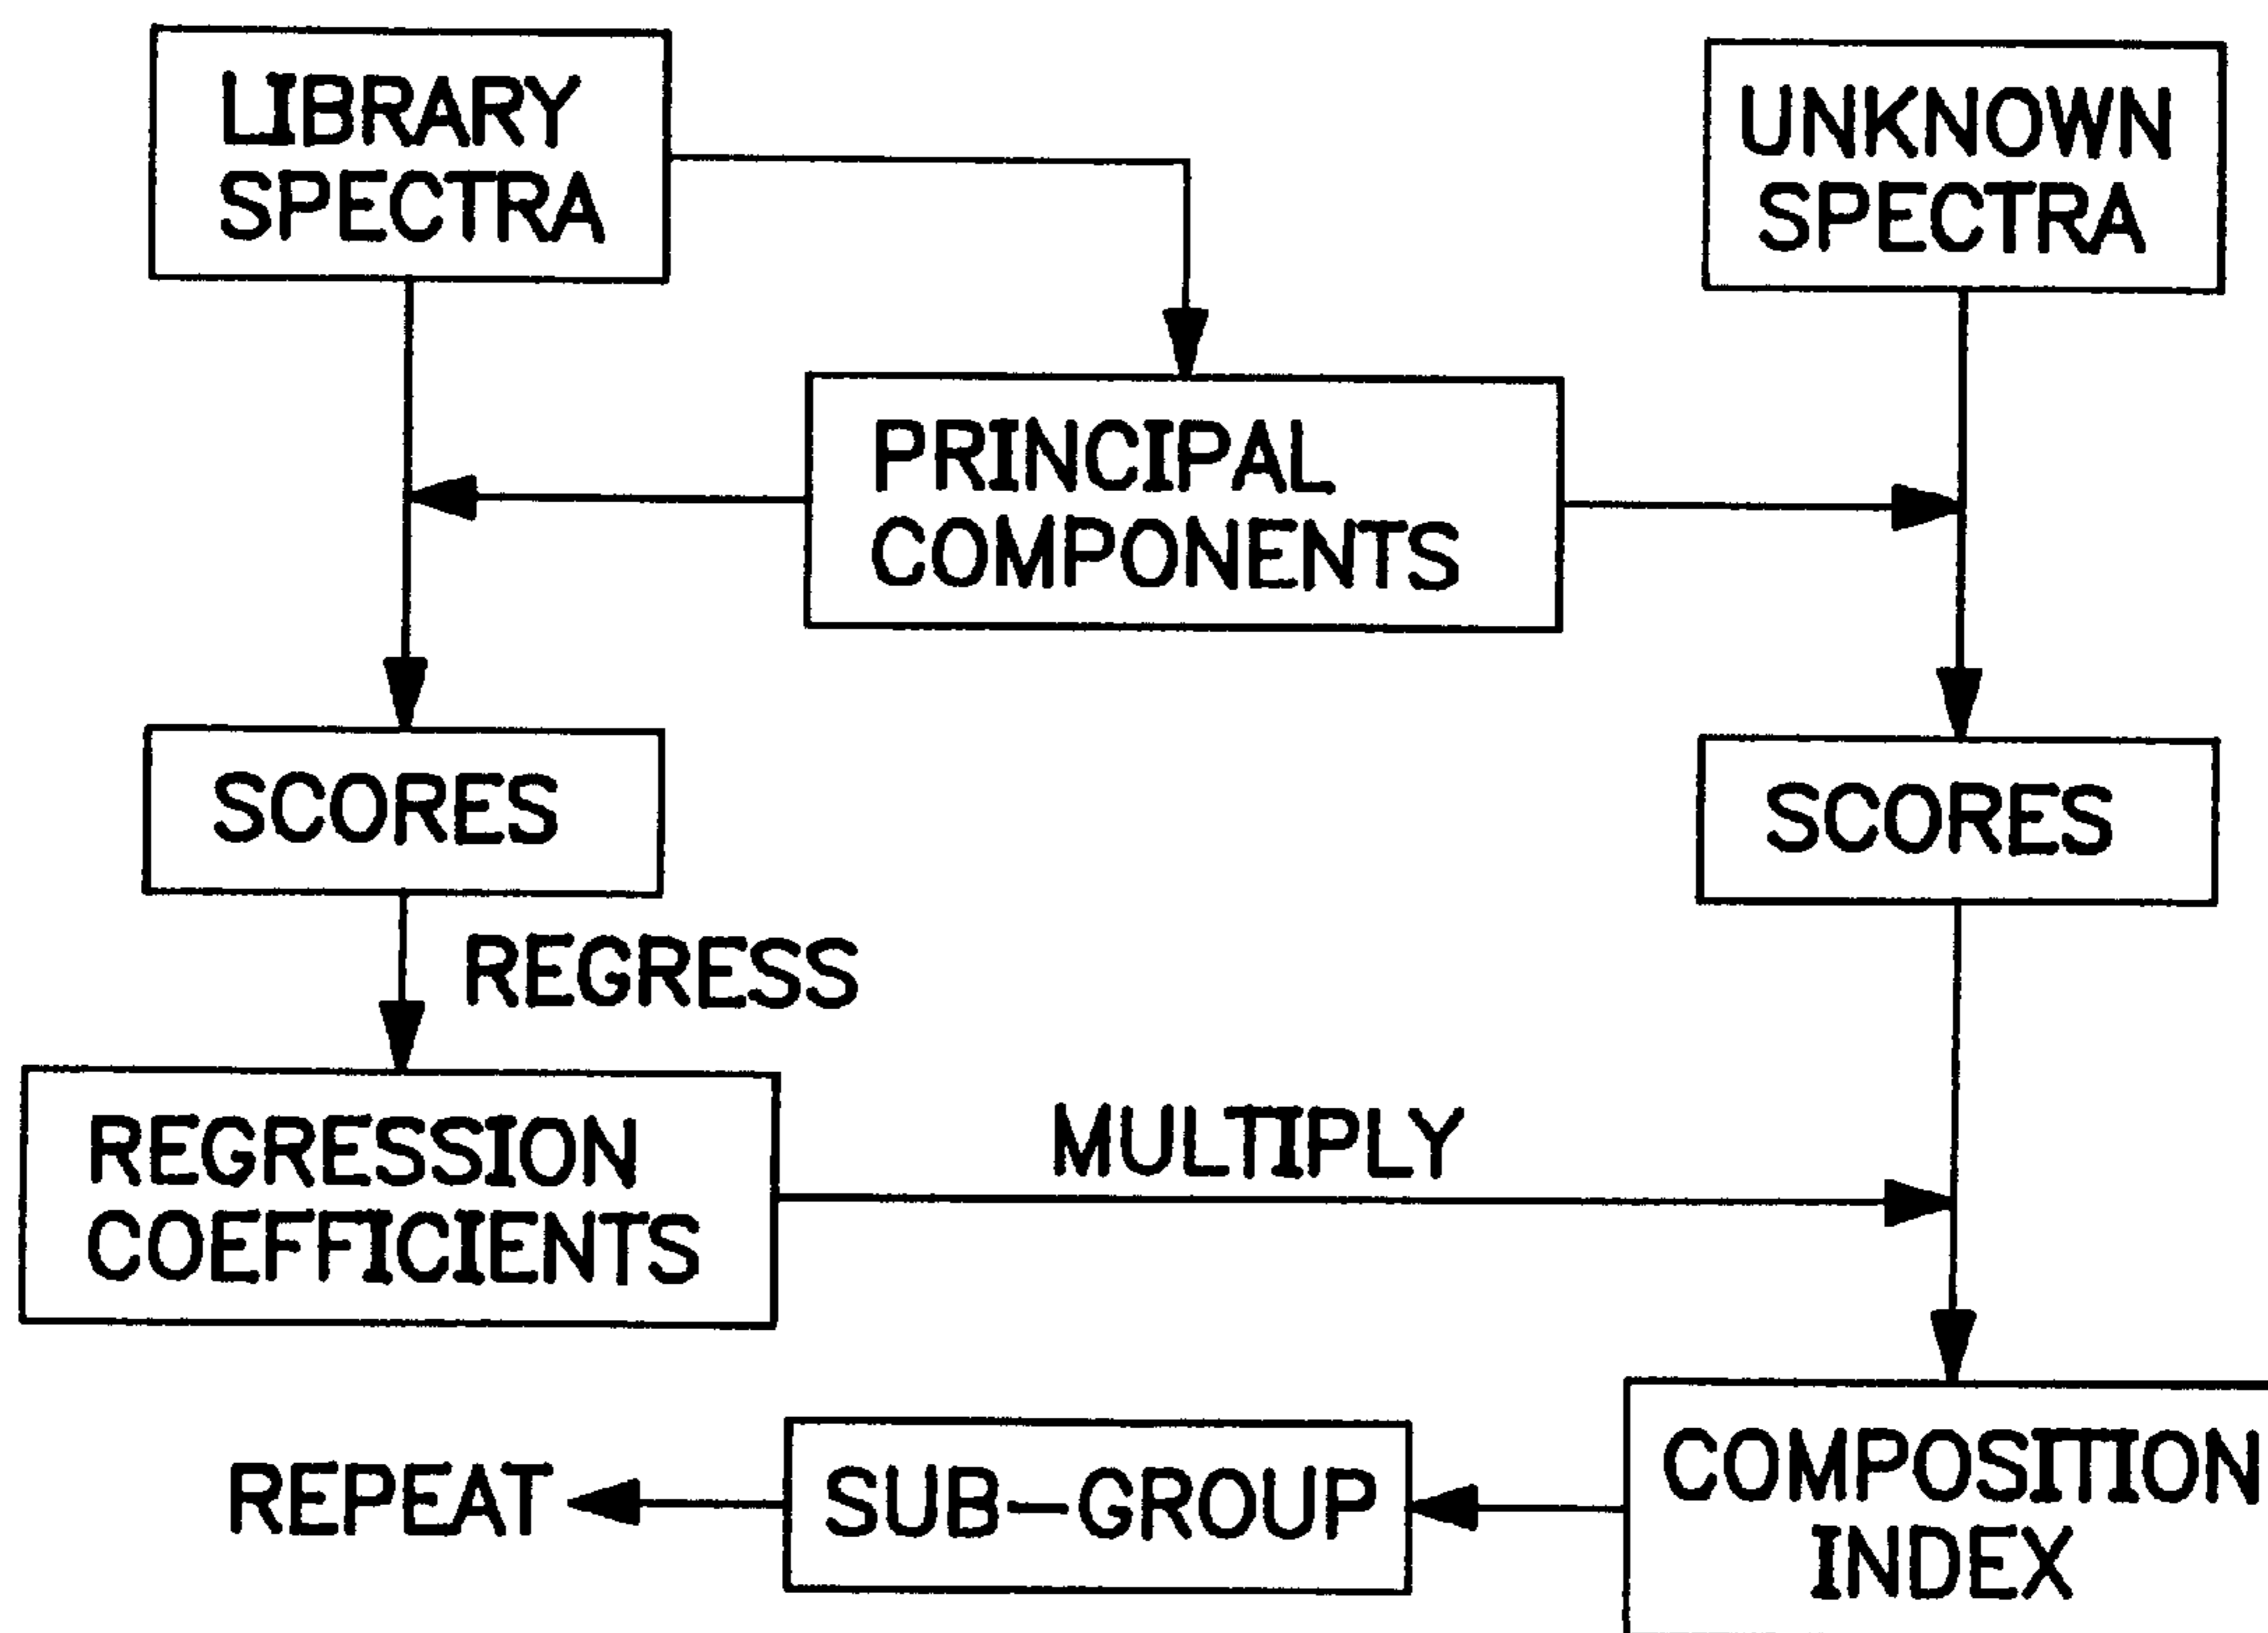 LIBRARY
SPECTRA
UNKNOWN
SPECTRA
PRINCIPAL
COMPONENTS
SCORES
SCORES
REGRESS
REGRESSION
COEFFICIENTS
MULTIPLY
COMPOSITION
INDEX
SUB-GROUP
REPEAT